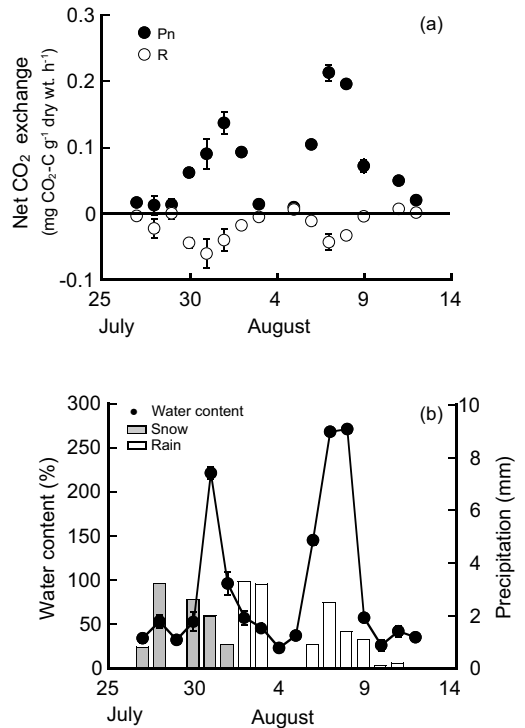 (a)
Pn
R
Net CO₂ exchange
(mg CO₂-C g⁻¹ dry wt. h⁻¹)
0.3
0.2
0.1
0
-0.1
25 30 4 9 14
July August
(b)
Water content
Snow
Rain
Water content (%)
300
250
200
150
100
50
0
Precipitation (mm)
10
8
6
4
2
0
25 30 4 9 14
July August